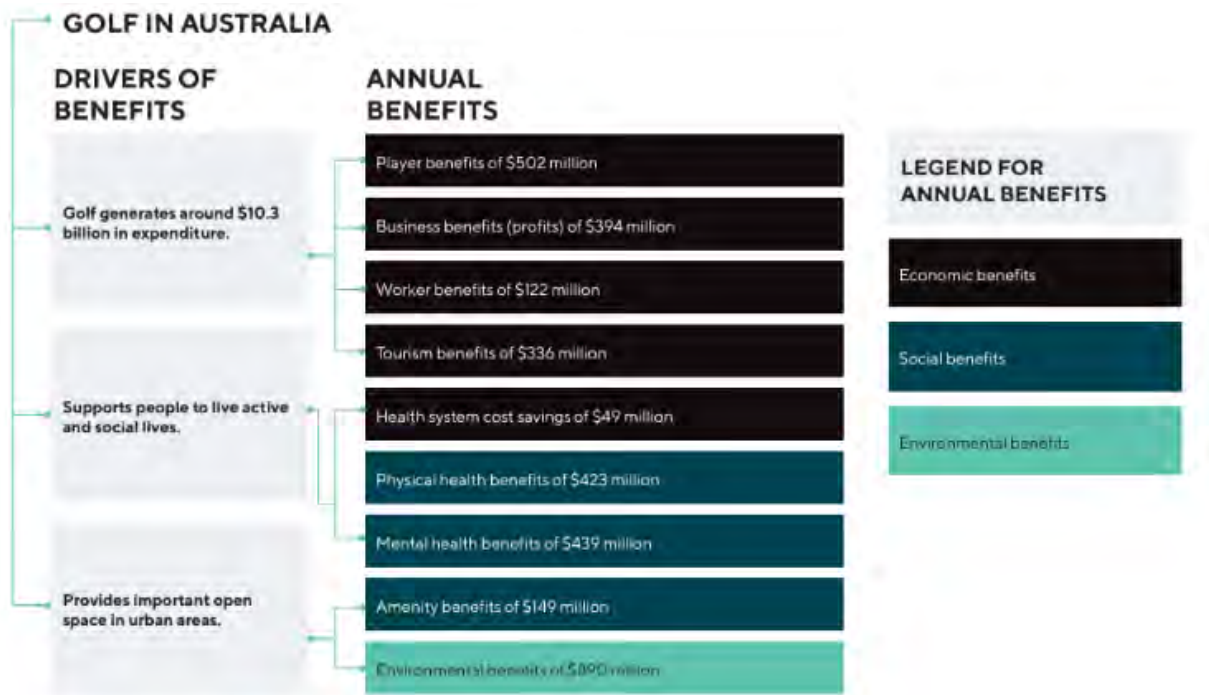 GOLF IN AUSTRALIA
DRIVERS OF
BENEFITS
ANNUAL
BENEFITS
Golf generates around $10.3
billion in expenditure.
Supports people to live active
and social lives.
Provides important open
space in urban areas.
Player benefits of $502 million
Business benefits (profits) of $394 million
Worker benefits of $122 million
Tourism benefits of $336 million
Health system cost savings of $49 million
Physical health benefits of $423 million
Mental health benefits of $439 million
Amenity benefits of $149 million
Environmental benefits of million
LEGEND FOR
ANNUAL BENEFITS
Economic benefits
Social benefits
Environmental benefits